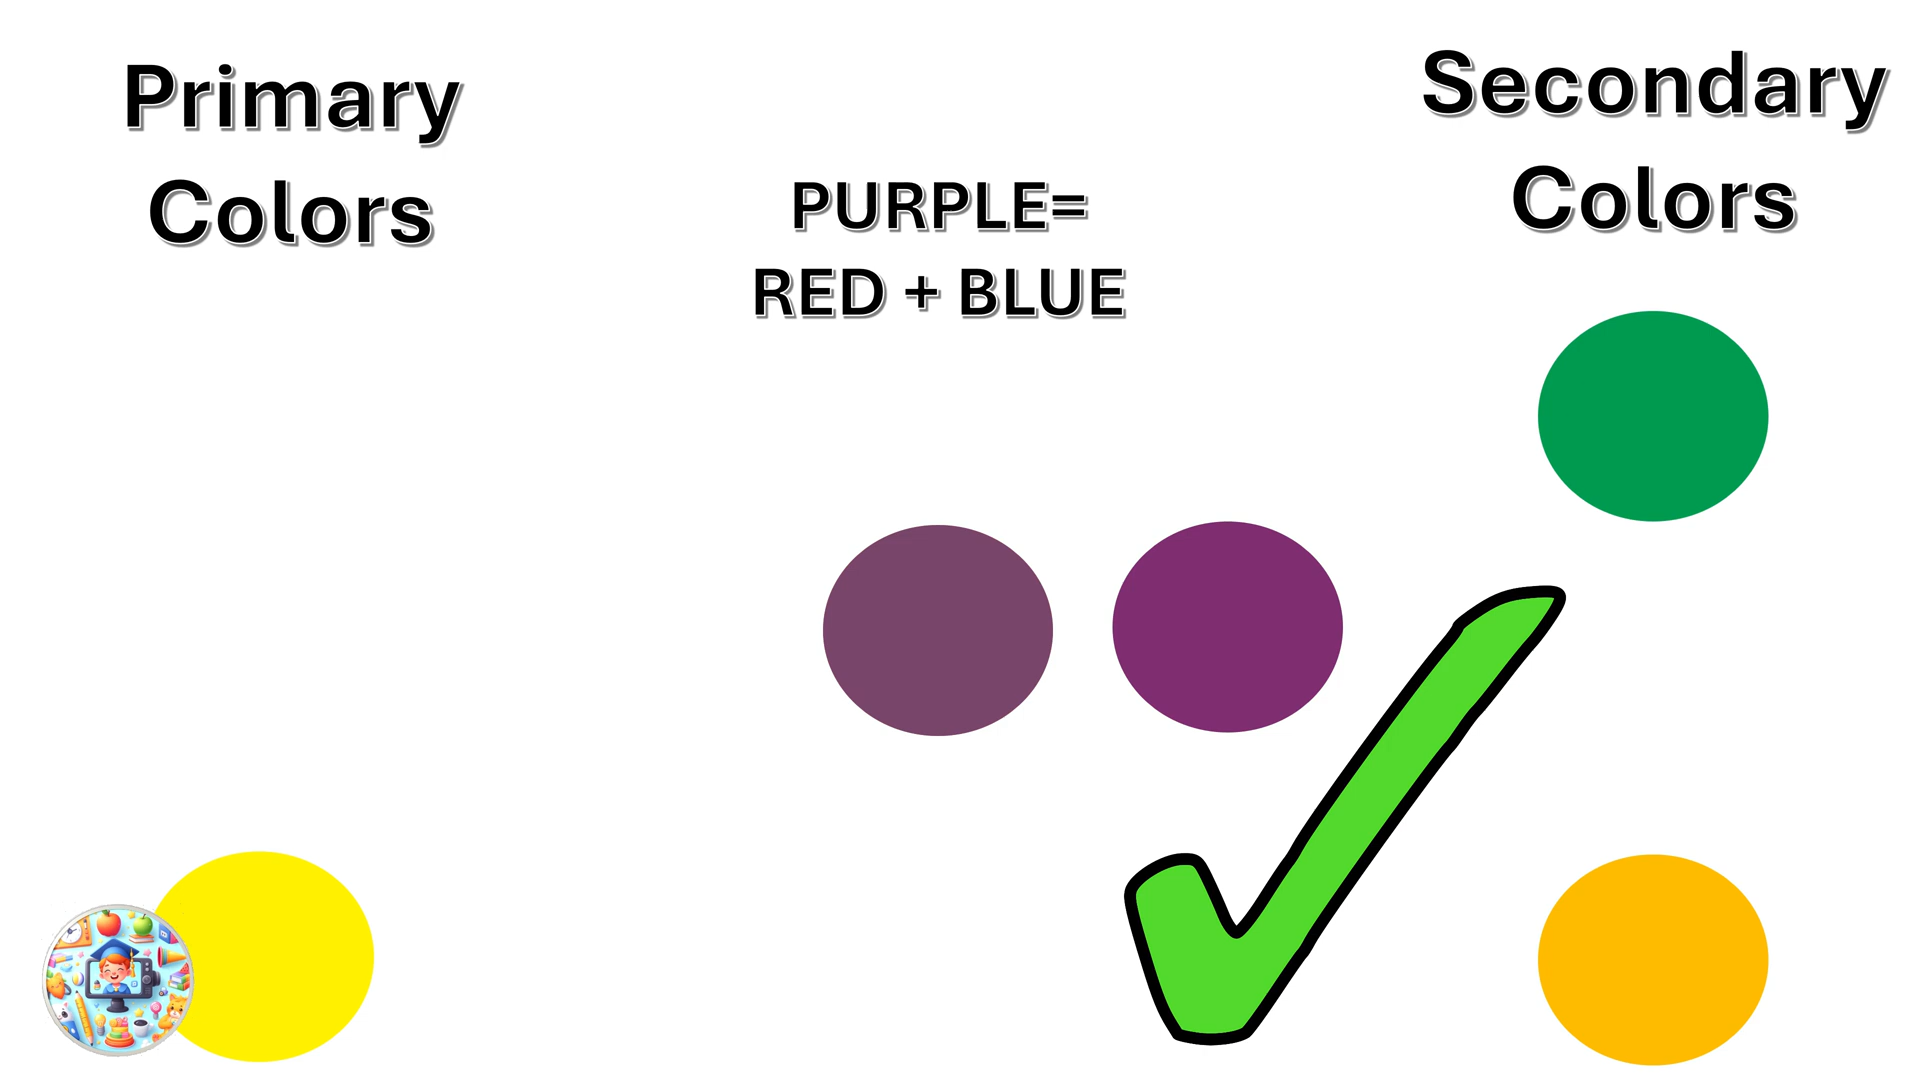 Primary
Colors
PURPLE=
RED + BLUE
Secondary
Colors